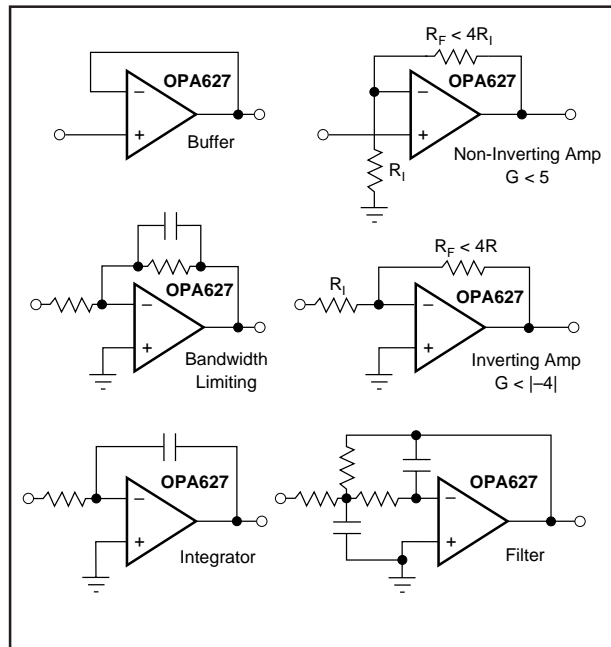 OPA627
−
+
Buffer
R_F < 4R_I
OPA627
−
+
R_I
Non-Inverting Amp
G < 5
OPA627
−
+
Bandwidth
Limiting
R_F < 4R
R_I
OPA627
−
+
Inverting Amp
G < |−4|
OPA627
−
+
Integrator
OPA627
−
+
Filter